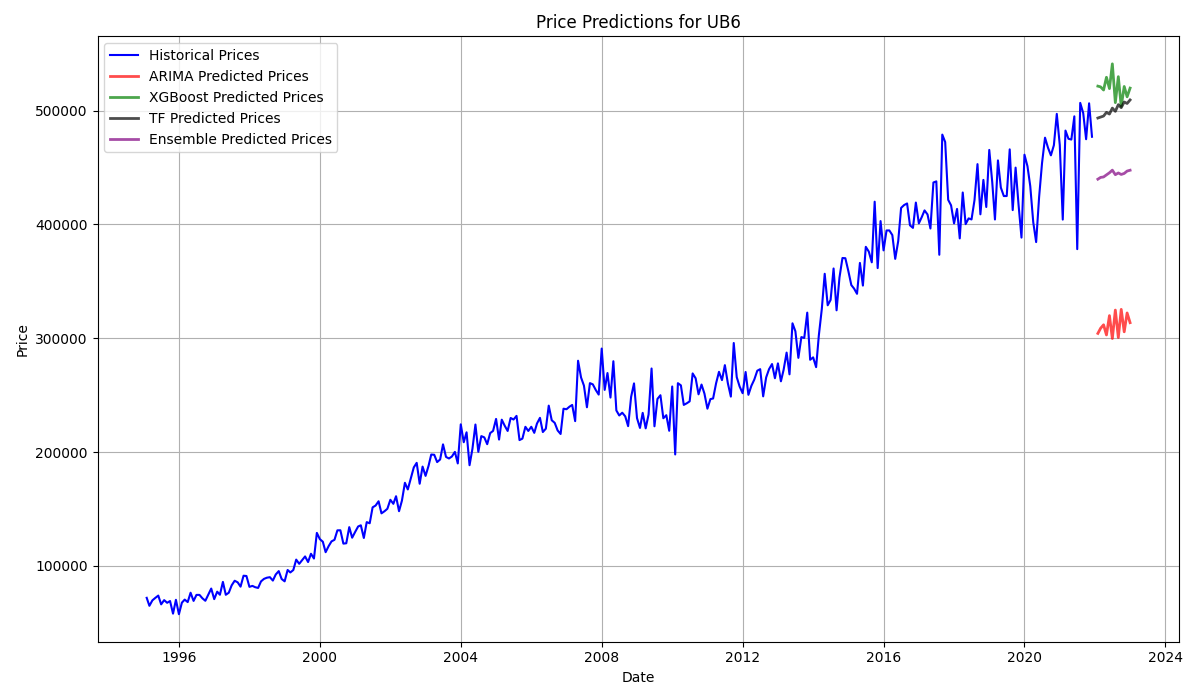 Price Predictions for UB6
Historical Prices
ARIMA Predicted Prices
XGBoost Predicted Prices
TF Predicted Prices
Ensemble Predicted Prices
Price
500000
400000
300000
200000
100000
1996 2000 2004 2008 2012 2016 2020 2024
Date